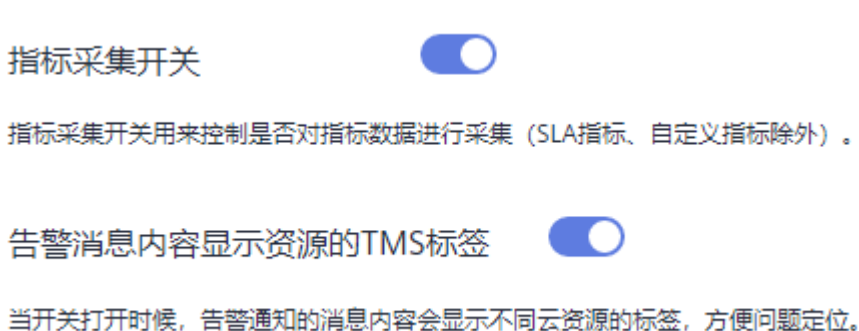 指标采集开关
指标采集开关用来控制是否对指标数据进行采集（SLA指标、自定义指标除外）。
告警消息内容显示资源的TMS标签
当开关打开时候，告警通知的消息内容会显示不同云资源的标签，方便问题定位。